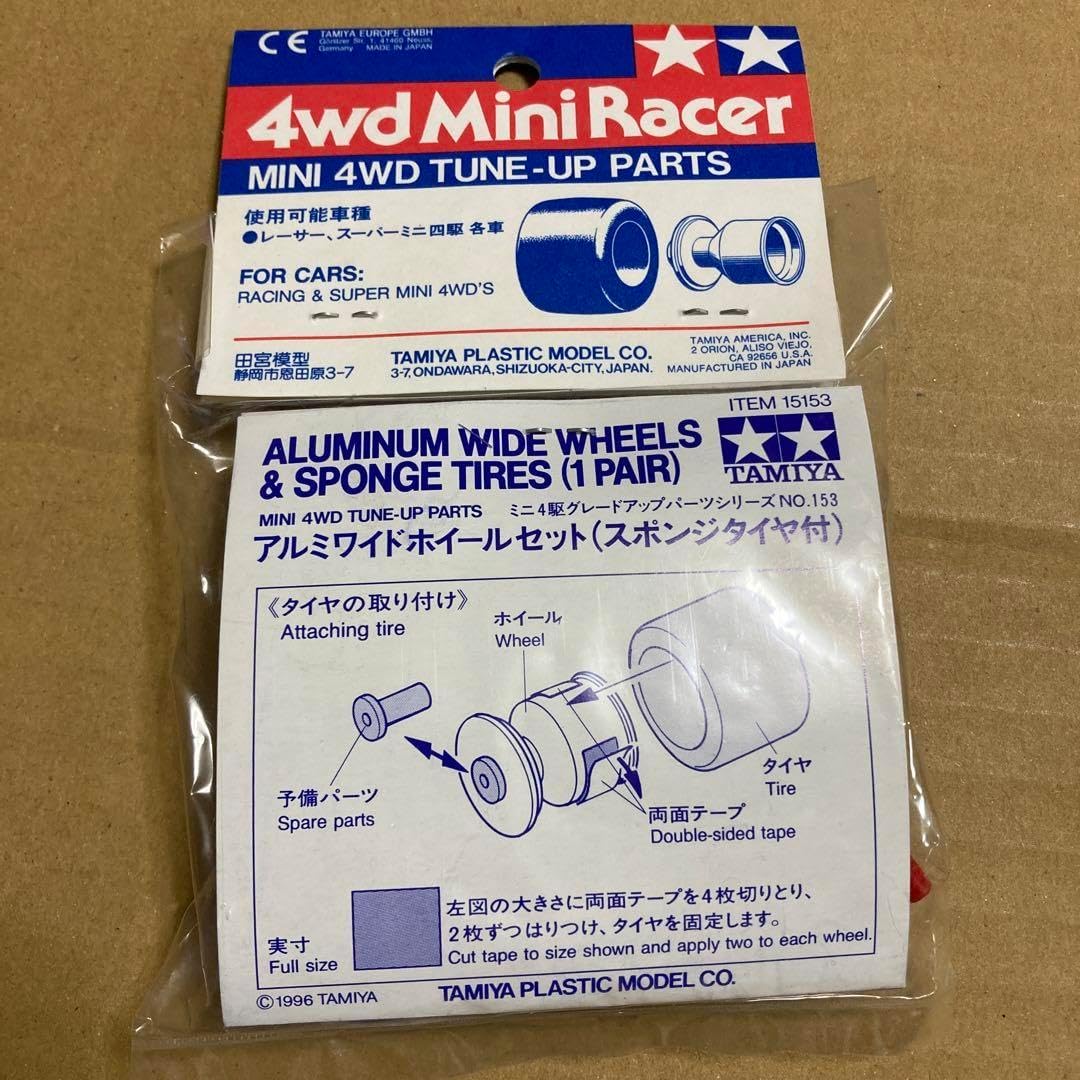 CE TAMIYA EUROPE GMBH
Görlitzer Str. 1, 41460 Neuss,
Germany MADE IN JAPAN
4wd Mini Racer
MINI 4WD TUNE-UP PARTS
使用可能車種
●レーサー、スーパーミニ四駆 各車
FOR CARS:
RACING & SUPER MINI 4WD'S
田宮模型
静岡市恩田原3-7
TAMIYA PLASTIC MODEL CO.
3-7, ONDAWARA, SHIZUOKA-CITY, JAPAN.
TAMIYA AMERICA, INC.
2 ORION, ALISO VIEJO,
CA 92656 U.S.A.
MANUFACTURED IN JAPAN
ITEM 15153
TAMIYA
ALUMINUM WIDE WHEELS
& SPONGE TIRES (1 PAIR)
MINI 4WD TUNE-UP PARTS ミニ4駆グレードアップパーツシリーズ NO.153
アルミワイドホイールセット(スポンジタイヤ付)
《タイヤの取り付け》
Attaching tire
ホイール
Wheel
予備パーツ
Spare parts
タイヤ
Tire
両面テープ
Double-sided tape
実寸
Full size
左図の大きさに両面テープを4枚切りとり、
2枚ずつはりつけ、タイヤを固定します。
Cut tape to size shown and apply two to each wheel.
©1996 TAMIYA
TAMIYA PLASTIC MODEL CO.